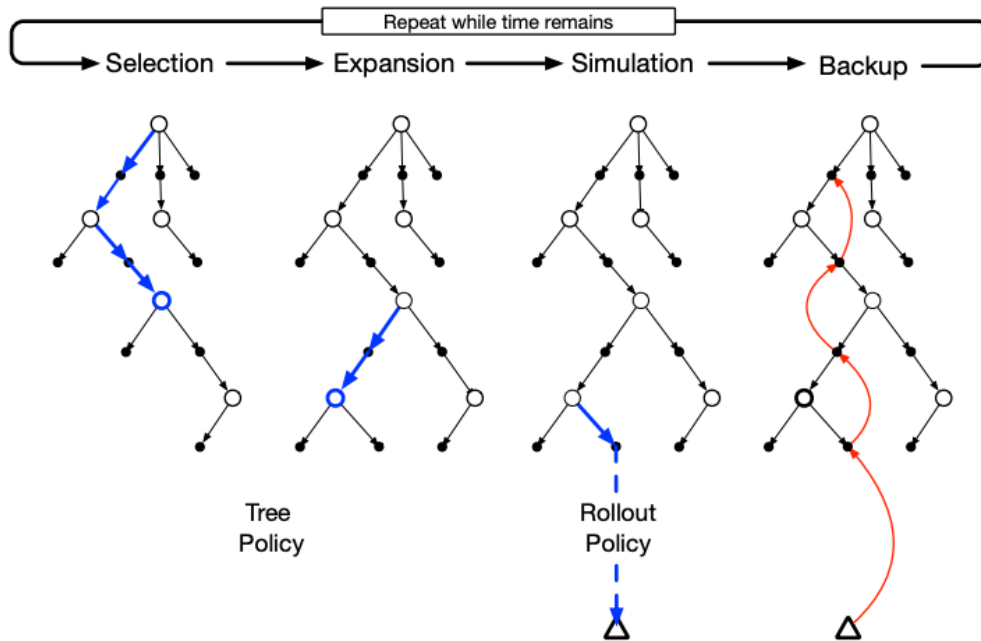 Repeat while time remains
Selection
Expansion
Simulation
Backup
Tree
Policy
Rollout
Policy